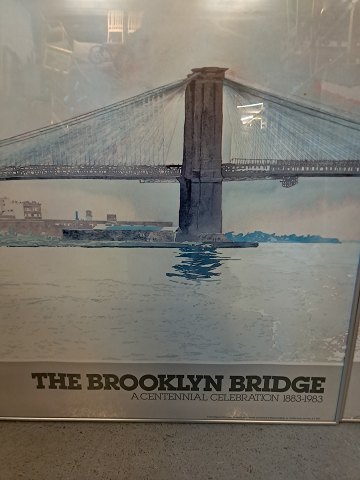 THE BROOKLYN BRIDGE
A CENTENNIAL CELEBRATION 1883-1983